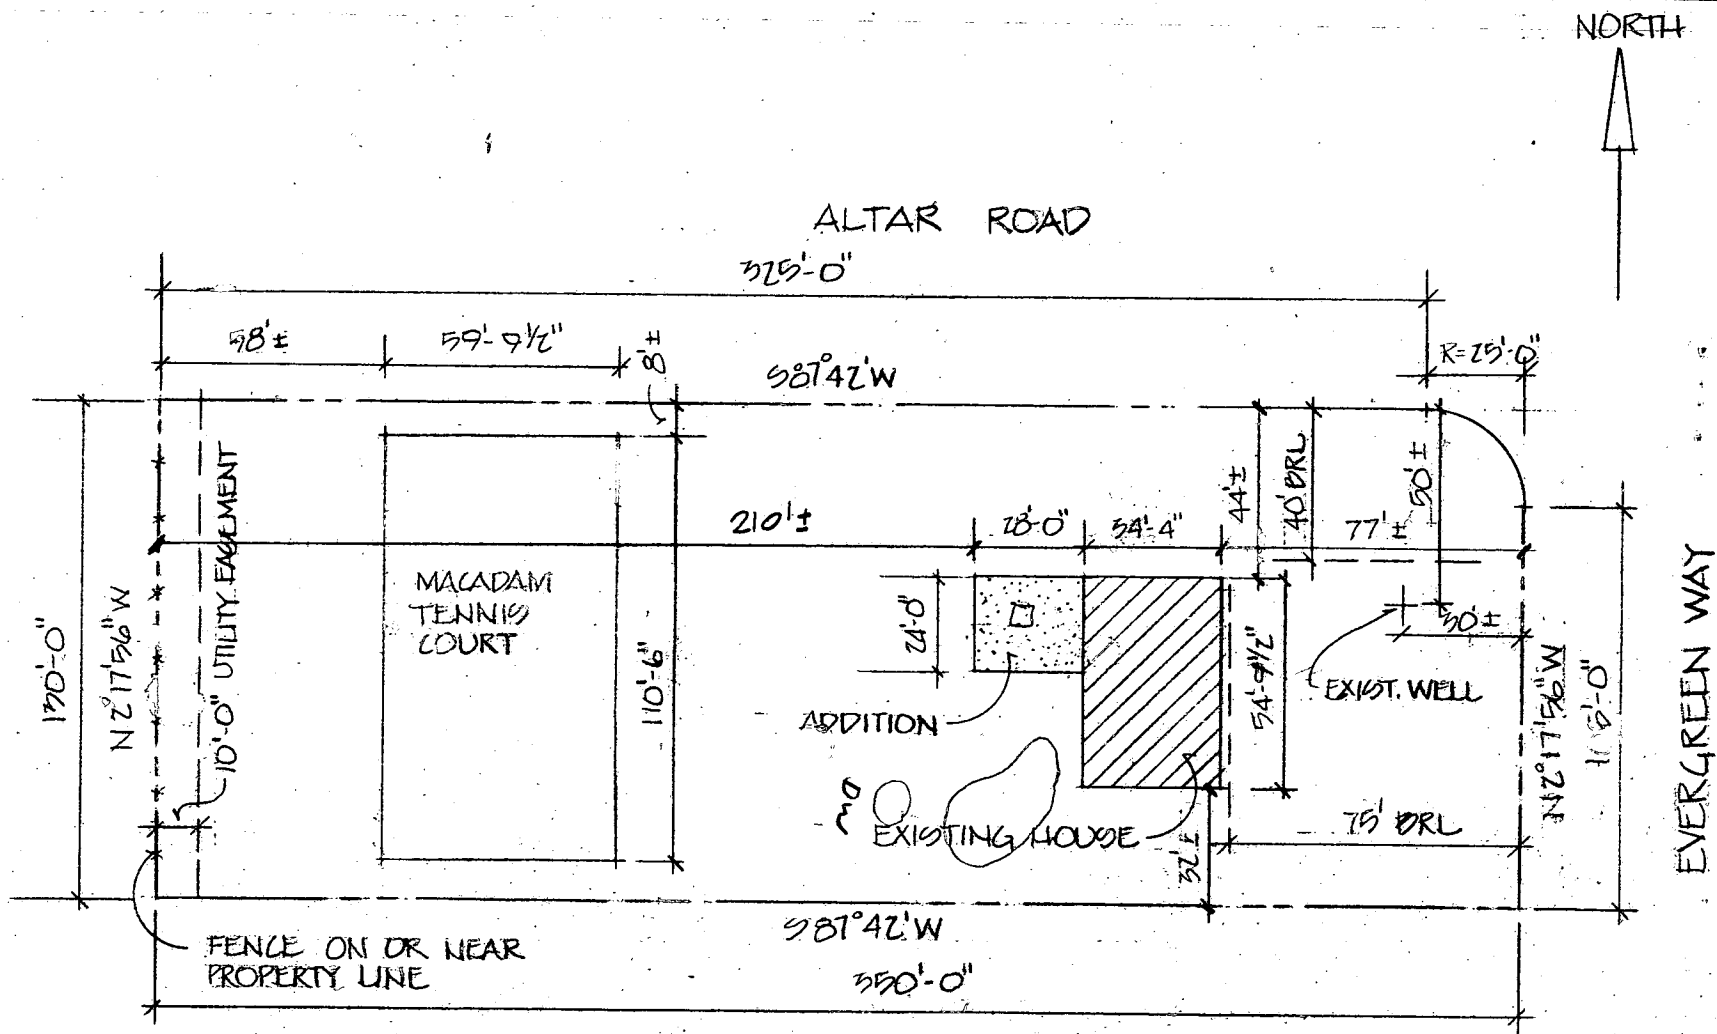 NORTH
ALTAR ROAD
325'-0"
58'±
59'-9½"
8'±
R=25'-0"
S87°42'W
10'-0" UTILITY EASEMENT
44'±
40' BRL
50'±
210'±
28'-0"
34'-4"
77'±
MACADAM
TENNIS
COURT
24'-0"
130'-0"
N2°17'56"W
110'-6"
54'-9½"
30'±
EXIST. WELL
N2°17'56"W
EVERGREEN WAY
ADDITION
EXISTING HOUSE
32'±
75' BRL
S87°42'W
FENCE ON OR NEAR
PROPERTY LINE
350'-0"